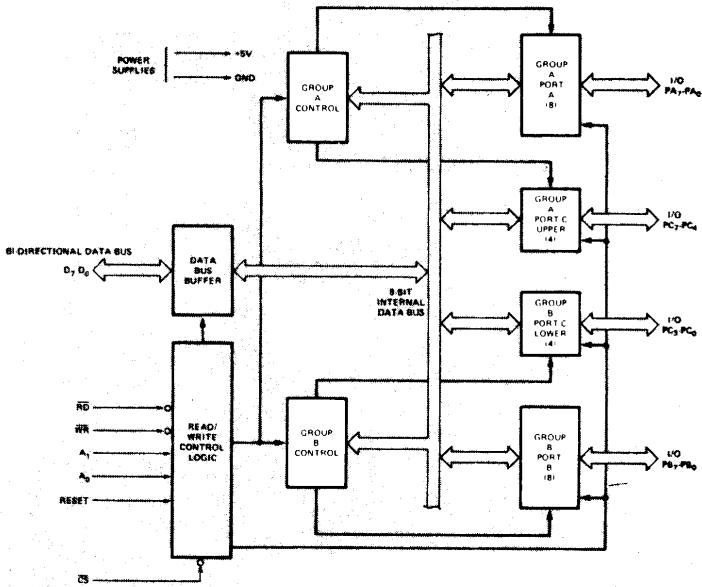 POWER
SUPPLIES
+5V
GND
GROUP
A
CONTROL
GROUP
A
PORT
A
(8)
I/O
PA7-PA0
GROUP
A
PORT C
UPPER
(4)
I/O
PC7-PC4
BI-DIRECTIONAL DATA BUS
D7 D0
DATA
BUS
BUFFER
8-BIT
INTERNAL
DATA BUS
GROUP
B
PORT C
LOWER
(4)
I/O
PC3-PC0
RD
WR
A1
A0
RESET
CS
READ/
WRITE
CONTROL
LOGIC
GROUP
B
CONTROL
GROUP
B
PORT
B
(8)
I/O
PB7-PB0